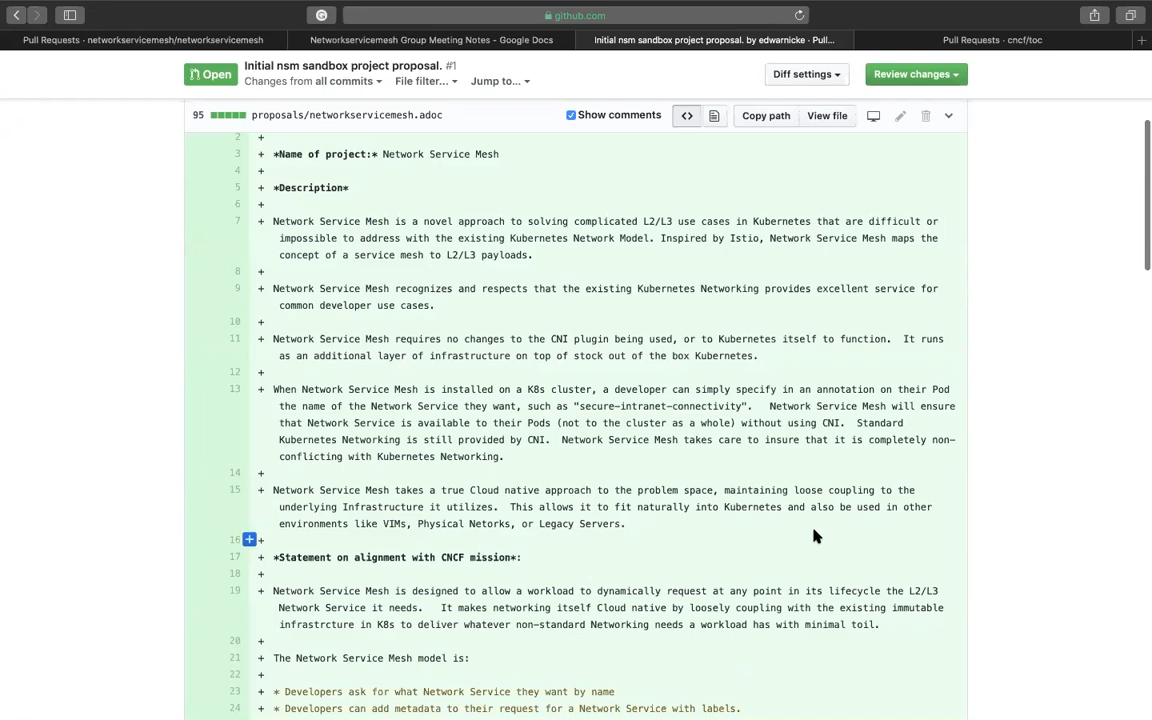 github.com
Pull Requests · networkservicemesh/networkservicemesh
Networkservicemesh Group Meeting Notes - Google Docs
Initial nsm sandbox project proposal. by edwarnicke · Pull...
Pull Requests · cncf/toc
Open
Initial nsm sandbox project proposal. #1
Changes from all commits
File filter...
Jump to...
Diff settings
Review changes
95 proposals/networkservicemesh.adoc
Show comments
Copy path
View file
2 +
3 + *Name of project:* Network Service Mesh
4 +
5 + *Description*
6 +
7 + Network Service Mesh is a novel approach to solving complicated L2/L3 use cases in Kubernetes that are difficult or
impossible to address with the existing Kubernetes Network Model. Inspired by Istio, Network Service Mesh maps the
concept of a service mesh to L2/L3 payloads.
8 +
9 + Network Service Mesh recognizes and respects that the existing Kubernetes Networking provides excellent service for
common developer use cases.
10 +
11 + Network Service Mesh requires no changes to the CNI plugin being used, or to Kubernetes itself to function. It runs
as an additional layer of infrastructure on top of stock out of the box Kubernetes.
12 +
13 + When Network Service Mesh is installed on a K8s cluster, a developer can simply specify in an annotation on their Pod
the name of the Network Service they want, such as "secure-intranet-connectivity". Network Service Mesh will ensure
that Network Service is available to their Pods (not to the cluster as a whole) without using CNI. Standard
Kubernetes Networking is still provided by CNI. Network Service Mesh takes care to insure that it is completely non-
conflicting with Kubernetes Networking.
14 +
15 + Network Service Mesh takes a true Cloud native approach to the problem space, maintaining loose coupling to the
underlying Infrastructure it utilizes. This allows it to fit naturally into Kubernetes and also be used in other
environments like VIMs, Physical Netorks, or Legacy Servers.
16 +
17 + *Statement on alignment with CNCF mission*:
18 +
19 + Network Service Mesh is designed to allow a workload to dynamically request at any point in its lifecycle the L2/L3
Network Service it needs. It makes networking itself Cloud native by loosely coupling with the existing immutable
infrastrcture in K8s to deliver whatever non-standard Networking needs a workload has with minimal toil.
20 +
21 + The Network Service Mesh model is:
22 +
23 + * Developers ask for what Network Service they want by name
24 + * Developers can add metadata to their request for a Network Service with labels.